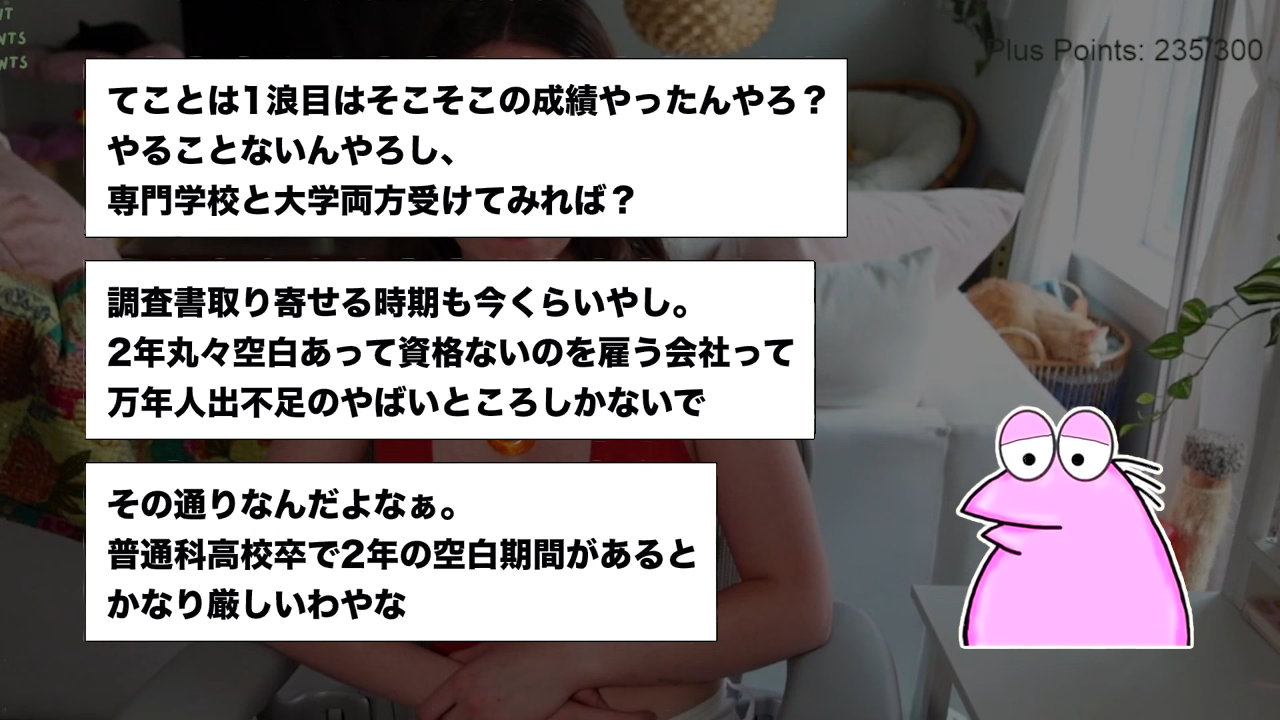 NT
NTS
NTS
Plus Points: 235/300
てことは1浪目はそこそこの成績やったんやろ？
やることないんやろし、
専門学校と大学両方受けてみれば？
調査書取り寄せる時期も今くらいやし。
2年丸々空白あって資格ないのを雇う会社って
万年人出不足のやばいところしかないで
その通りなんだよなぁ。
普通科高校卒で2年の空白期間があると
かなり厳しいわやな